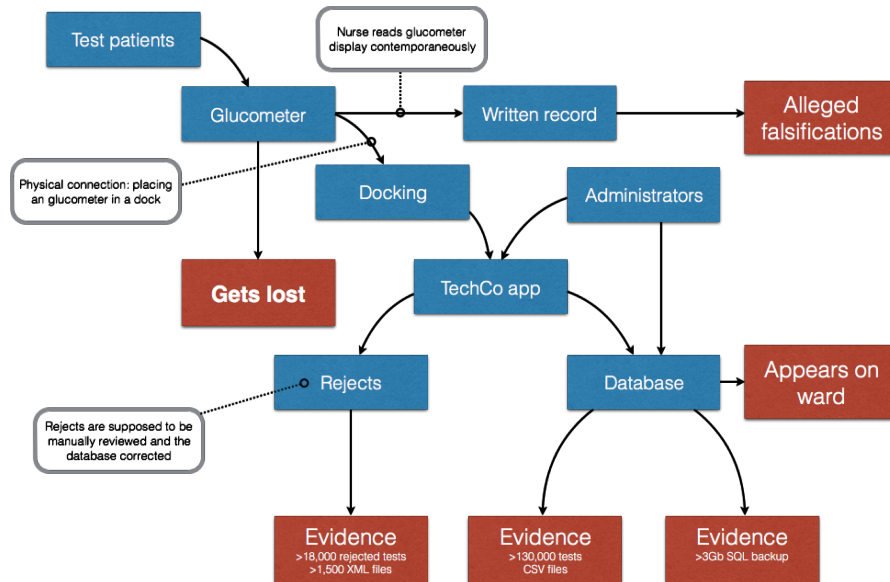 Test patients
Nurse reads glucometer
display contemporaneously
Glucometer
Written record
Alleged
falsifications
Physical connection: placing
an glucometer in a dock
Docking
Administrators
Gets lost
TechCo app
Rejects
Database
Appears on
ward
Rejects are supposed to be
manually reviewed and the
database corrected
Evidence
>18,000 rejected tests
>1,500 XML files
Evidence
>130,000 tests
CSV files
Evidence
>3Gb SQL backup